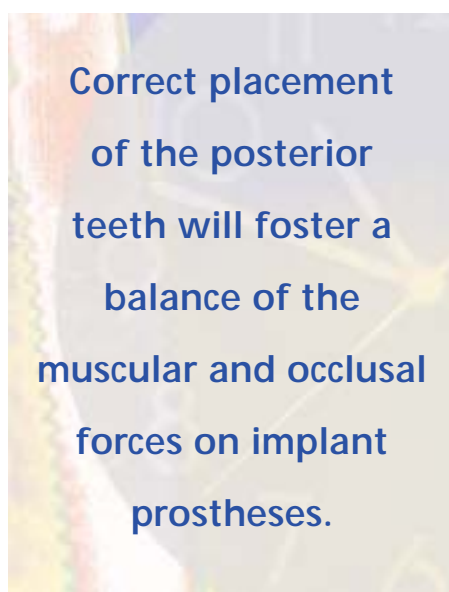 Correct placement
of the posterior
teeth will foster a
balance of the
muscular and occlusal
forces on implant
prostheses.